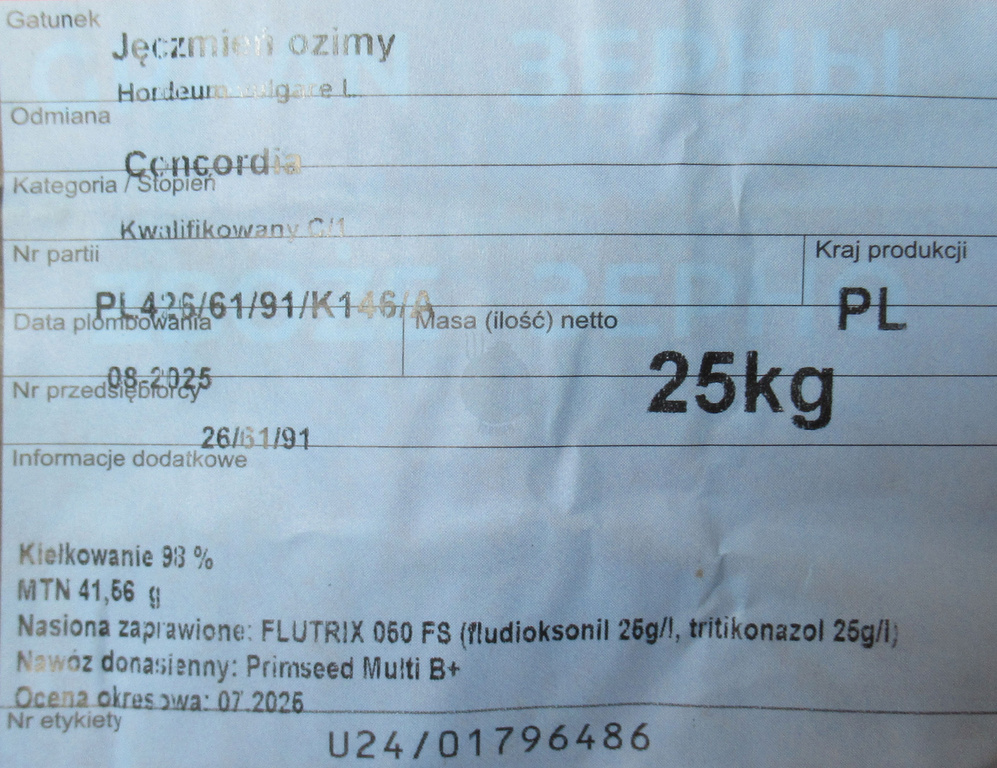 Gatunek
Jęczmień ozimy
Hordeum vulgare L.
Odmiana
Concordia
Kategoria / Stopień
Kwalifikowany C/1
Nr partii
PL426/61/91/K146/A
Kraj produkcji
PL
Data plombowania
08-2025
Masa (ilość) netto
25kg
Nr przedsiębiorcy
26/61/91
Informacje dodatkowe
Kiełkowanie 98 %
MTN 41,56 g
Nasiona zaprawione: FLUTRIX 050 FS (fludioksonil 25g/l, tritikonazol 25g/l)
Nawóz donasienny: Primseed Multi B+
Ocena okresowa: 07.2025
Nr etykiety
U24/01796486